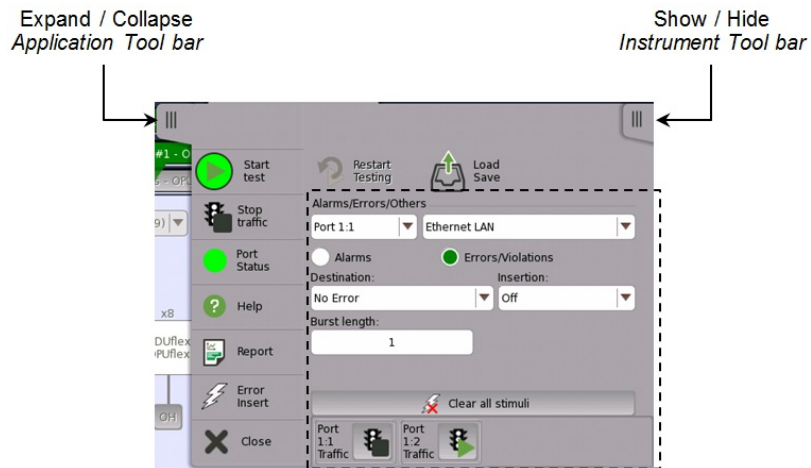 Expand / Collapse
Application Tool bar
Show / Hide
Instrument Tool bar
#1 - O
G - OPU
9)
x8
DUflex
PUflex
OH
Start
test
Stop
traffic
Port
Status
Help
Report
Error
Insert
Close
Restart
Testing
Load
Save
Alarms/Errors/Others
Port 1:1
Ethernet LAN
Alarms
Errors/Violations
Destination:
Insertion:
No Error
Off
Burst length:
1
Clear all stimuli
Port
1:1
Traffic
Port
1:2
Traffic